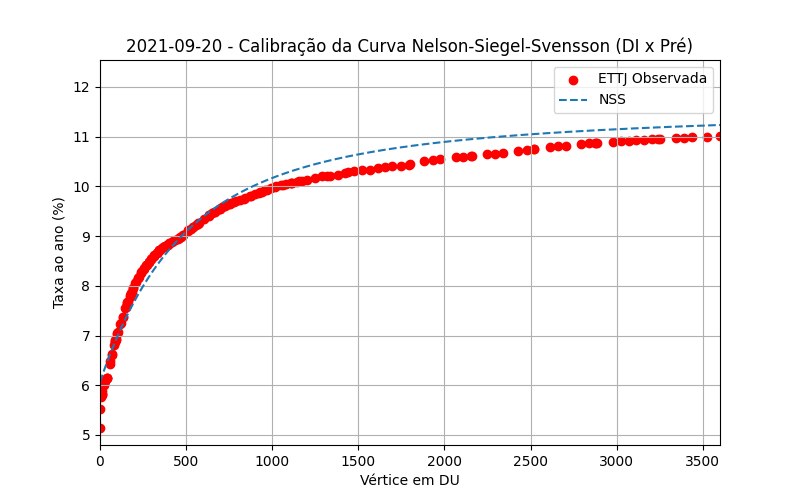 2021-09-20 - Calibração da Curva Nelson-Siegel-Svensson (DI x Pré)
ETTJ Observada
NSS
Taxa ao ano (%)
12
11
10
9
8
7
6
5
0 500 1000 1500 2000 2500 3000 3500
Vértice em DU